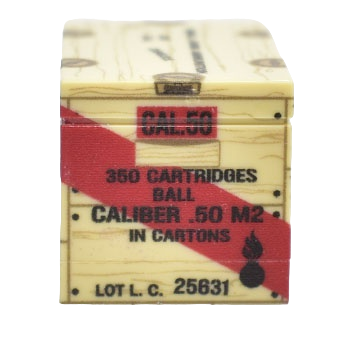 CAL.50
350 CARTRIDGES
BALL
CALIBER .50 M2
IN CARTONS
LOT L. C. 25631